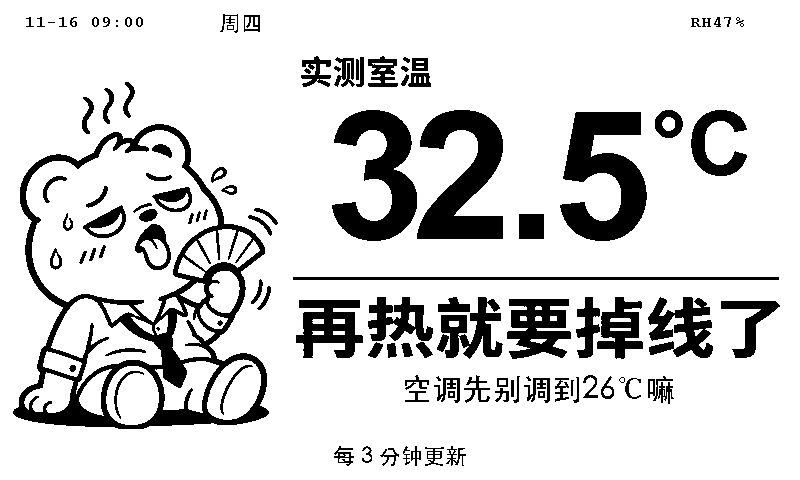 11-16 09:00 周四 RH47%
实测室温
32.5°C
再热就要掉线了
空调先别调到26℃嘛
每 3 分钟更新